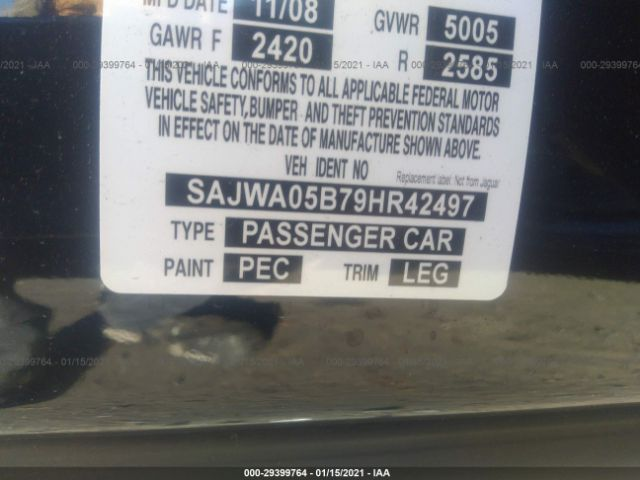 MFD DATE 11/08 GVWR 5005
GAWR F 2420 R 2585
THIS VEHICLE CONFORMS TO ALL APPLICABLE FEDERAL MOTOR
VEHICLE SAFETY, BUMPER AND THEFT PREVENTION STANDARDS
IN EFFECT ON THE DATE OF MANUFACTURE SHOWN ABOVE.
VEH IDENT NO Replacement label. Not from Jaguar
SAJWA05B79HR42497
TYPE PASSENGER CAR
PAINT PEC TRIM LEG
000-29399764 - 01/15/2021 - IAA